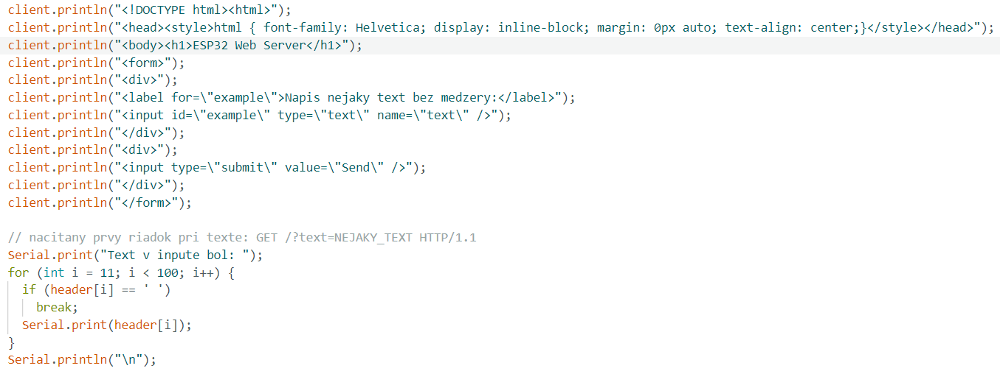 client.println("<!DOCTYPE html><html>");
client.println("<head><style>html { font-family: Helvetica; display: inline-block; margin: 0px auto; text-align: center;}</style></head>");
client.println("<body><h1>ESP32 Web Server</h1>");
client.println("<form>");
client.println("<div>");
client.println("<label for=\"example\">Napis nejaky text bez medzery:</label>");
client.println("<input id=\"example\" type=\"text\" name=\"text\" />");
client.println("</div>");
client.println("<div>");
client.println("<input type=\"submit\" value=\"Send\" />");
client.println("</div>");
client.println("</form>");

// nacitany prvy riadok pri texte: GET /?text=NEJAKY_TEXT HTTP/1.1
Serial.print("Text v inpute bol: ");
for (int i = 11; i < 100; i++) {
  if (header[i] == ' ')
    break;
  Serial.print(header[i]);
}
Serial.println("\n");